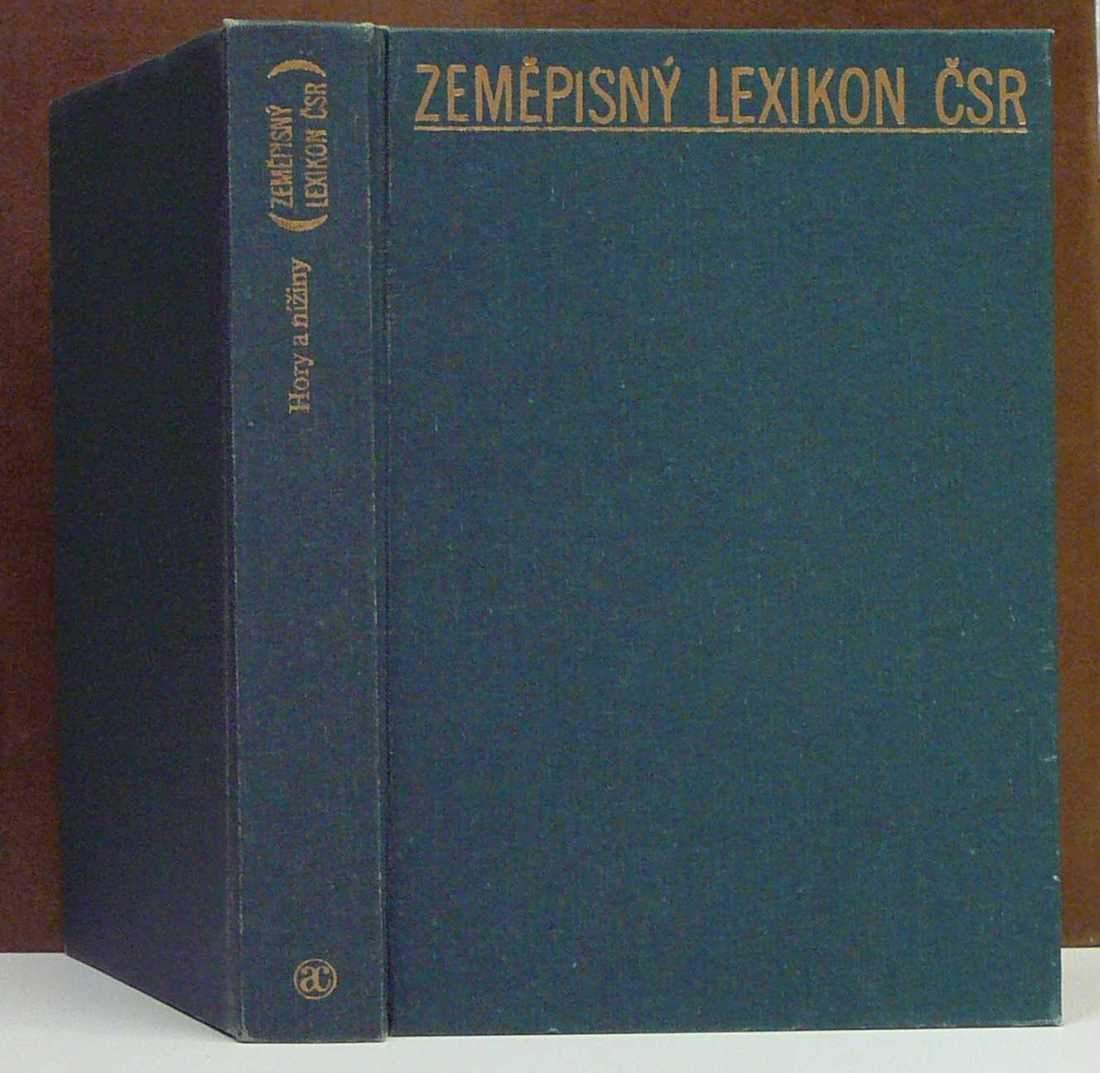 ZEMĚPISNÝ LEXIKON ČSR
(ZEMĚPISNÝ
LEXIKON ČSR)
Hory a nížiny
ac